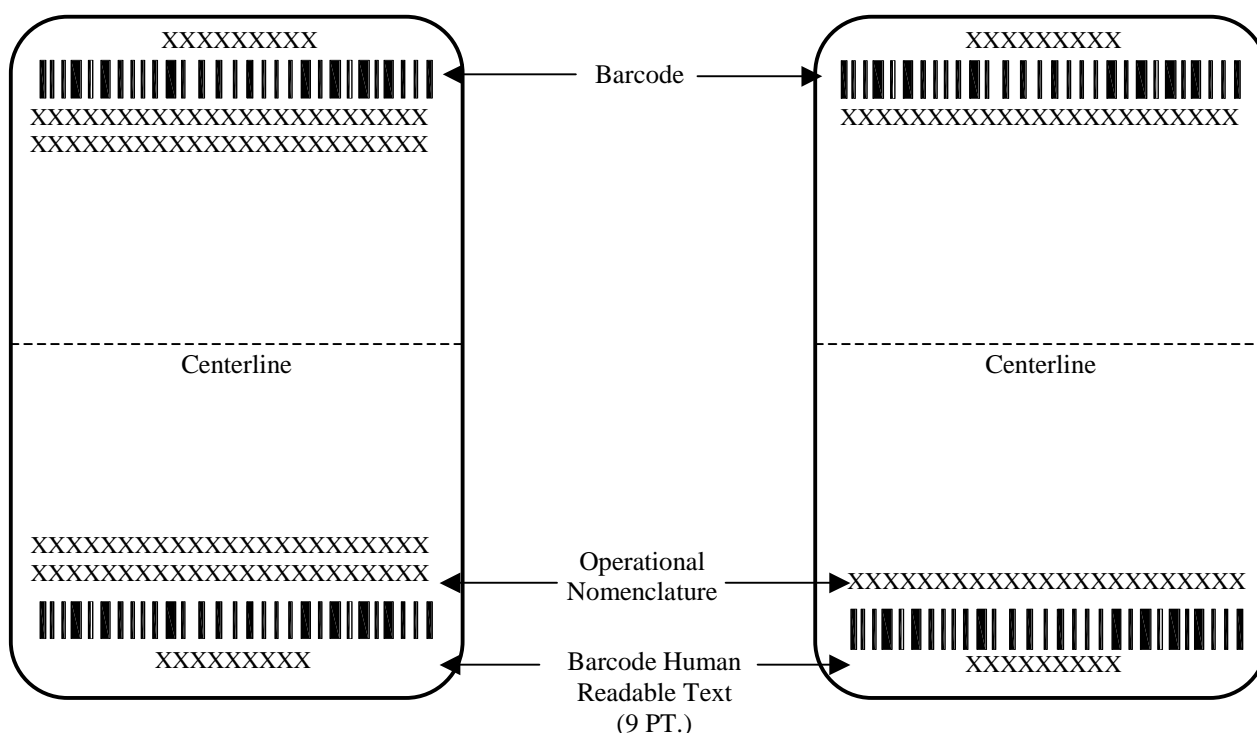 XXXXXXXXX
XXXXXXXXXXXXXXXXXXXXXXX
XXXXXXXXXXXXXXXXXXXXXXX
Centerline
XXXXXXXXXXXXXXXXXXXXXXX
XXXXXXXXXXXXXXXXXXXXXXX
XXXXXXXXX
Barcode
Operational
Nomenclature
Barcode Human
Readable Text
(9 PT.)
XXXXXXXXX
XXXXXXXXXXXXXXXXXXXXXXX
Centerline
XXXXXXXXXXXXXXXXXXXXXXX
XXXXXXXXX